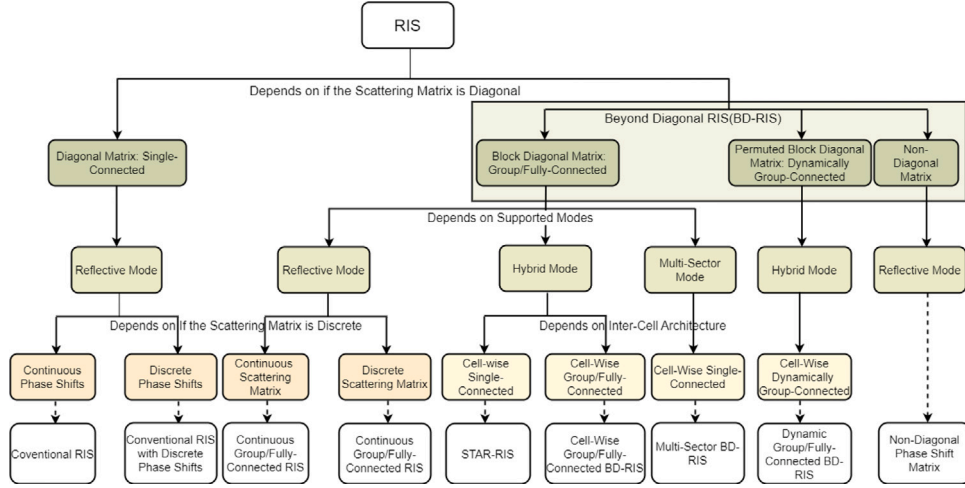 RIS
Depends on if the Scattering Matrix is Diagonal
Beyond Diagonal RIS(BD-RIS)
Diagonal Matrix: Single-
Connected
Block Diagonal Matrix:
Group/Fully-Connected
Permuted Block Diagonal
Matrix: Dynamically
Group-Connected
Non-
Diagonal
Matrix
Depends on Supported Modes
Reflective Mode
Reflective Mode
Hybrid Mode
Multi-Sector
Mode
Hybrid Mode
Reflective Mode
Depends on If the Scattering Matrix is Discrete
Depends on Inter-Cell Architecture
Continuous
Phase Shifts
Discrete
Phase Shifts
Continuous
Scattering
Matrix
Discrete
Scattering Matrix
Cell-wise
Single-
Connected
Cell-Wise
Group/Fully-
Connected
Cell-Wise Single-
Connected
Cell-Wise
Dynamically
Group-Connected
Coventional RIS
Conventional RIS
with Discrete
Phase Shifts
Continuous
Group/Fully-
Connected RIS
Continuous
Group/Fully-
Connected RIS
STAR-RIS
Cell-Wise
Group/Fully-
Connected BD-RIS
Multi-Sector BD-
RIS
Dynamic
Group/Fully-
Connected BD-
RIS
Non-Diagonal
Phase Shift
Matrix